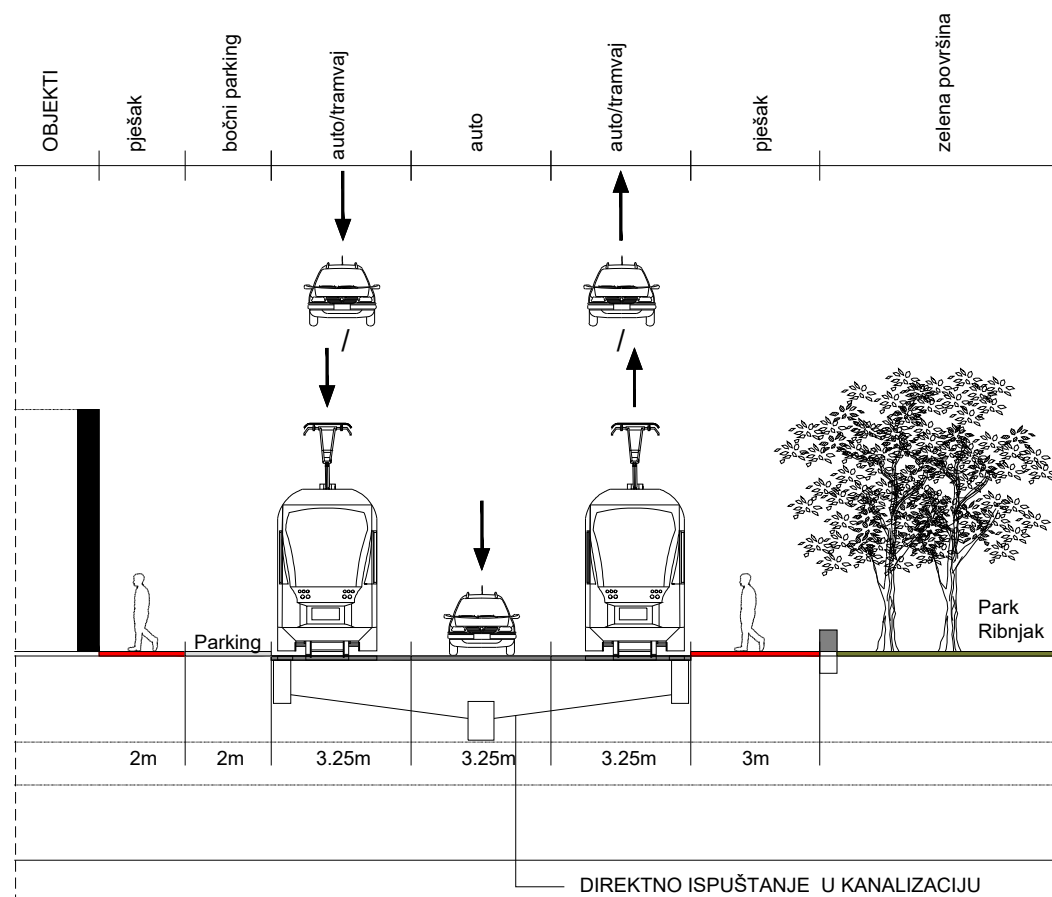 OBJEKTI
pješak
bočni parking
auto/tramvaj
auto
auto/tramvaj
pješak
zelena površina
/
/
Parking
Park
Ribnjak
2m
2m
3.25m
3.25m
3.25m
3m
DIREKTNO ISPUŠTANJE U KANALIZACIJU